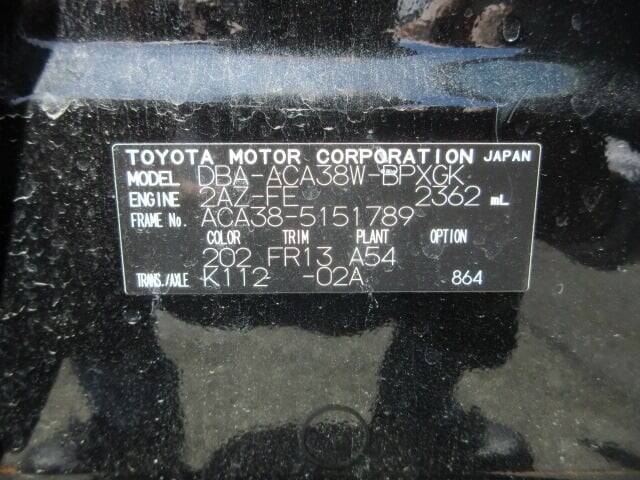 TOYOTA MOTOR CORPORATION JAPAN
MODEL DBA-ACA38W-BPXGK
ENGINE 2AZ-FE 2362 mL
FRAME No. ACA38-5151789
COLOR TRIM PLANT OPTION
202 FR13 A54
TRANS./AXLE K112 -02A 864